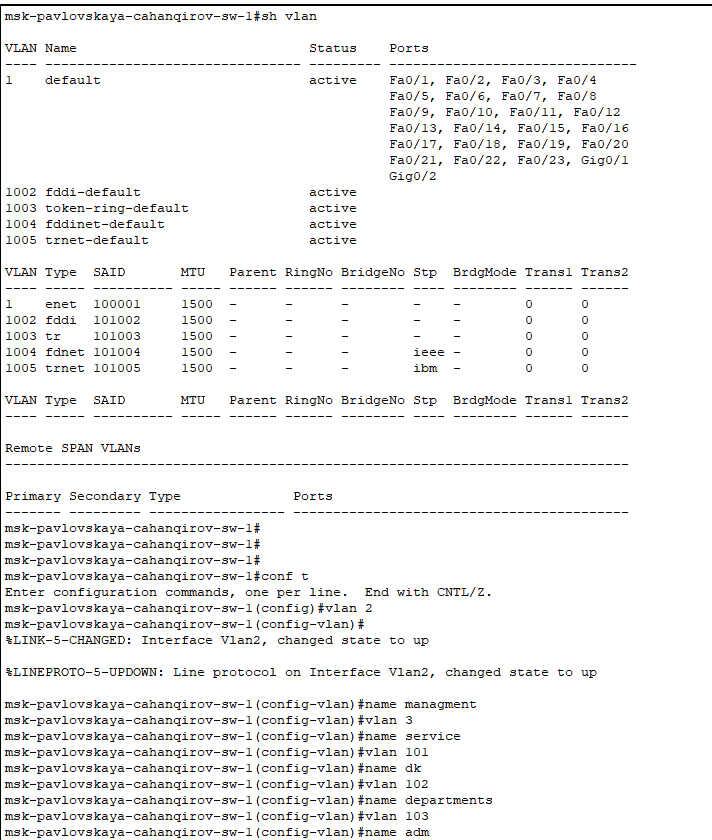 msk-pavlovskaya-cahanqirov-sw-1#sh vlan
VLAN Name                             Status    Ports
---- -------------------------------- --------- -------------------------------
1    default                          active    Fa0/1, Fa0/2, Fa0/3, Fa0/4
                                                Fa0/5, Fa0/6, Fa0/7, Fa0/8
                                                Fa0/9, Fa0/10, Fa0/11, Fa0/12
                                                Fa0/13, Fa0/14, Fa0/15, Fa0/16
                                                Fa0/17, Fa0/18, Fa0/19, Fa0/20
                                                Fa0/21, Fa0/22, Fa0/23, Gig0/1
                                                Gig0/2
1002 fddi-default                     active
1003 token-ring-default               active
1004 fddinet-default                  active
1005 trnet-default                    active
VLAN Type  SAID       MTU   Parent RingNo BridgeNo Stp  BrdgMode Trans1 Trans2
---- ----- ---------- ----- ------ ------ -------- ---- -------- ------ ------
1    enet  100001     1500  -      -      -        -    -        0      0
1002 fddi  101002     1500  -      -      -        -    -        0      0
1003 tr    101003     1500  -      -      -        -    -        0      0
1004 fdnet 101004     1500  -      -      -        ieee -        0      0
1005 trnet 101005     1500  -      -      -        ibm  -        0      0
VLAN Type  SAID       MTU   Parent RingNo BridgeNo Stp  BrdgMode Trans1 Trans2
---- ----- ---------- ----- ------ ------ -------- ---- -------- ------ ------
Remote SPAN VLANs
------------------------------------------------------------------------------
Primary Secondary Type              Ports
------- --------- ----------------- ------------------------------------------
msk-pavlovskaya-cahanqirov-sw-1#
msk-pavlovskaya-cahanqirov-sw-1#
msk-pavlovskaya-cahanqirov-sw-1#
msk-pavlovskaya-cahanqirov-sw-1#conf t
Enter configuration commands, one per line.  End with CNTL/Z.
msk-pavlovskaya-cahanqirov-sw-1(config)#vlan 2
msk-pavlovskaya-cahanqirov-sw-1(config-vlan)#
%LINK-5-CHANGED: Interface Vlan2, changed state to up
%LINEPROTO-5-UPDOWN: Line protocol on Interface Vlan2, changed state to up
msk-pavlovskaya-cahanqirov-sw-1(config-vlan)#name managment
msk-pavlovskaya-cahanqirov-sw-1(config-vlan)#vlan 3
msk-pavlovskaya-cahanqirov-sw-1(config-vlan)#name service
msk-pavlovskaya-cahanqirov-sw-1(config-vlan)#vlan 101
msk-pavlovskaya-cahanqirov-sw-1(config-vlan)#name dk
msk-pavlovskaya-cahanqirov-sw-1(config-vlan)#vlan 102
msk-pavlovskaya-cahanqirov-sw-1(config-vlan)#name departments
msk-pavlovskaya-cahanqirov-sw-1(config-vlan)#vlan 103
msk-pavlovskaya-cahanqirov-sw-1(config-vlan)#name adm